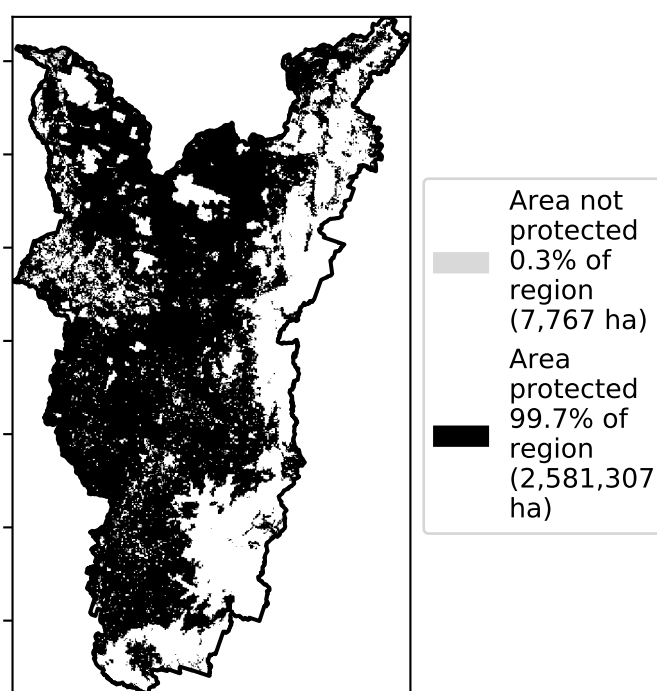 Area not
protected
0.3% of
region
(7,767 ha)
Area
protected
99.7% of
region
(2,581,307
ha)